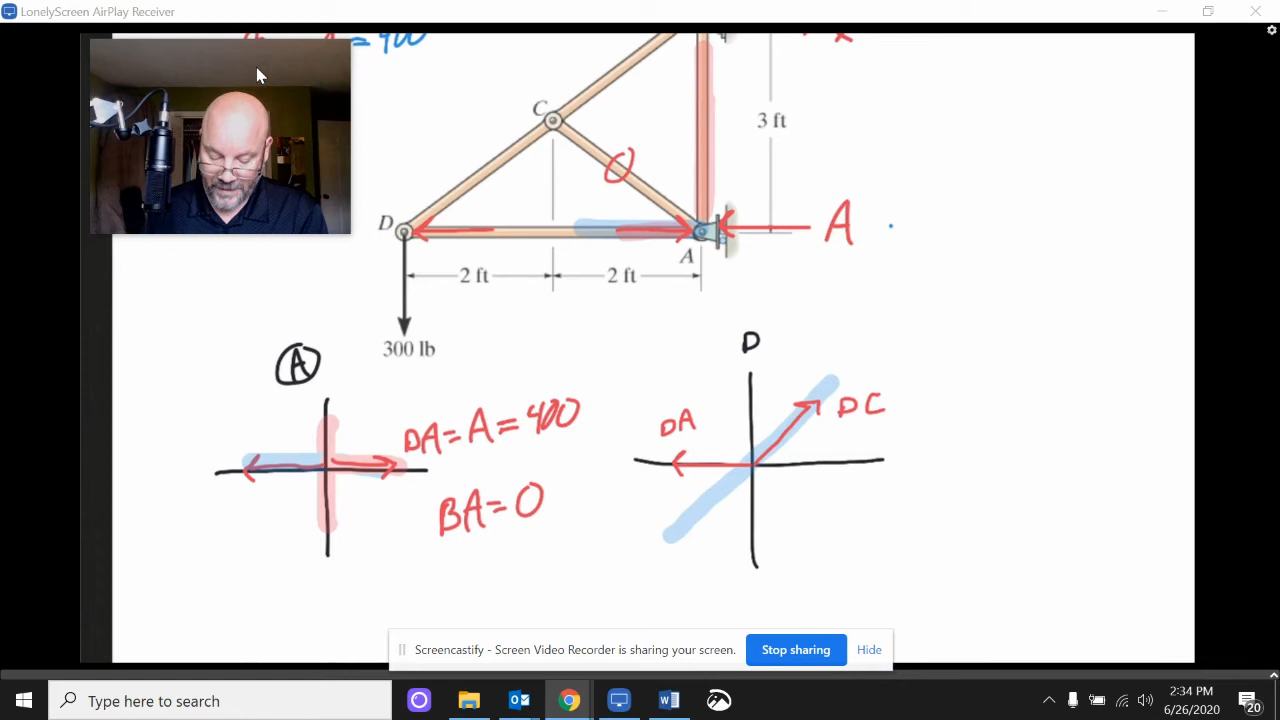 LonelyScreen AirPlay Receiver
= 400
C
3 ft
D
A
A
2 ft
2 ft
300 lb
A
D
DA = A = 400
DA
DC
BA = 0
Screencastify - Screen Video Recorder is sharing your screen.
Stop sharing
Hide
Type here to search
2:34 PM
6/26/2020
20